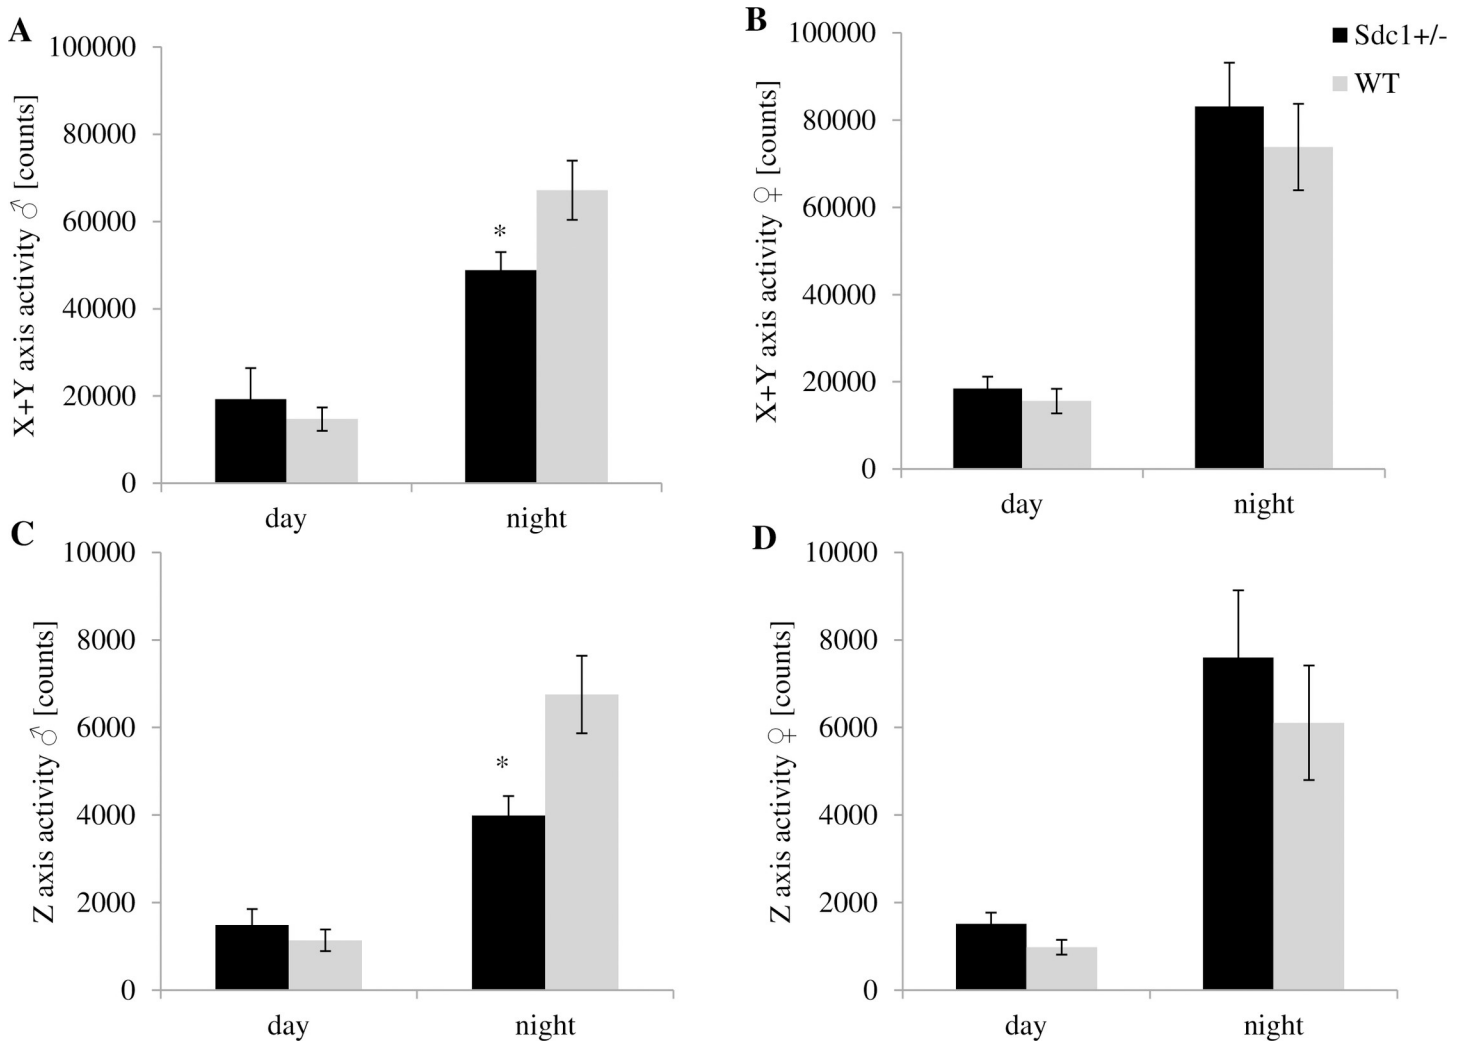 A
X+Y axis activity ♂ [counts]
100000
80000
60000
40000
20000
0
*
day night
B
Sdc1+/-
WT
X+Y axis activity ♀ [counts]
100000
80000
60000
40000
20000
0
day night
C
Z axis activity ♂ [counts]
10000
8000
6000
4000
2000
0
*
day night
D
Z axis activity ♀ [counts]
10000
8000
6000
4000
2000
0
day night